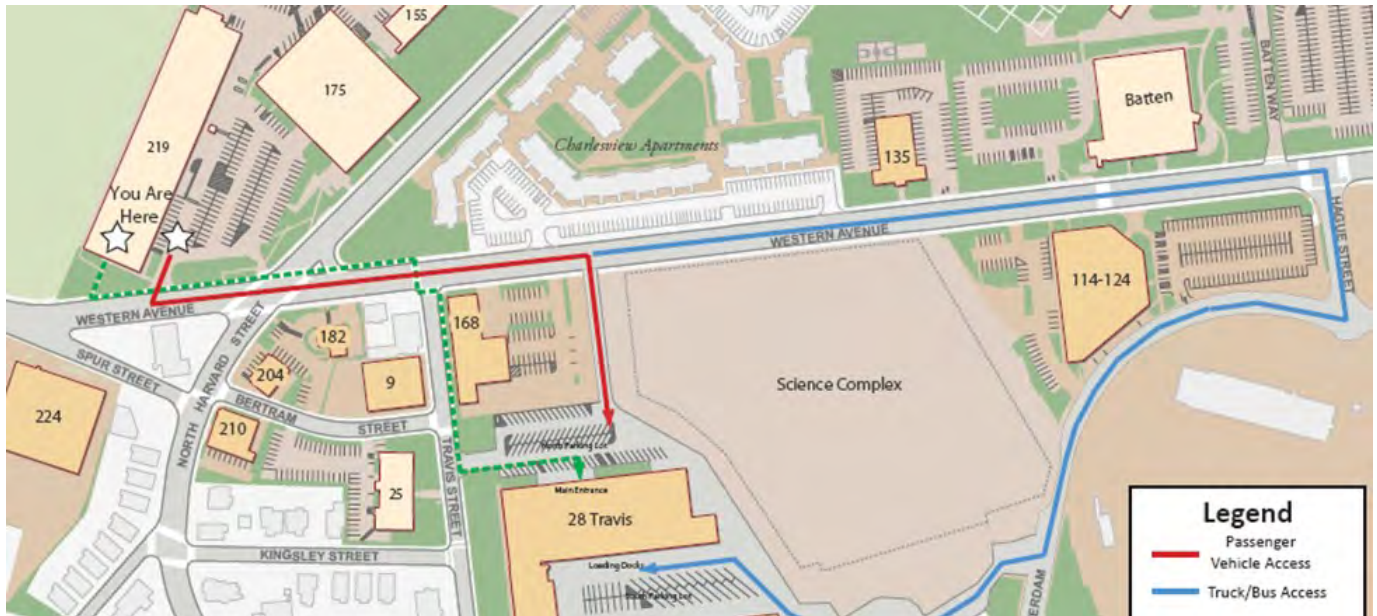 155
175
219
You Are
Here
Charlesview Apartments
135
Batten
BATTEN WAY
WESTERN AVENUE
HAGUE STREET
114-124
WESTERN AVENUE
SPUR STREET
NORTH HARVARD STREET
182
204
9
168
Science Complex
224
210
BERTRAM STREET
TRAVIS STREET
25
Main Entrance
28 Travis
KINGSLEY STREET
Loading Docks
ERDAM
Legend
Passenger
Vehicle Access
Truck/Bus Access